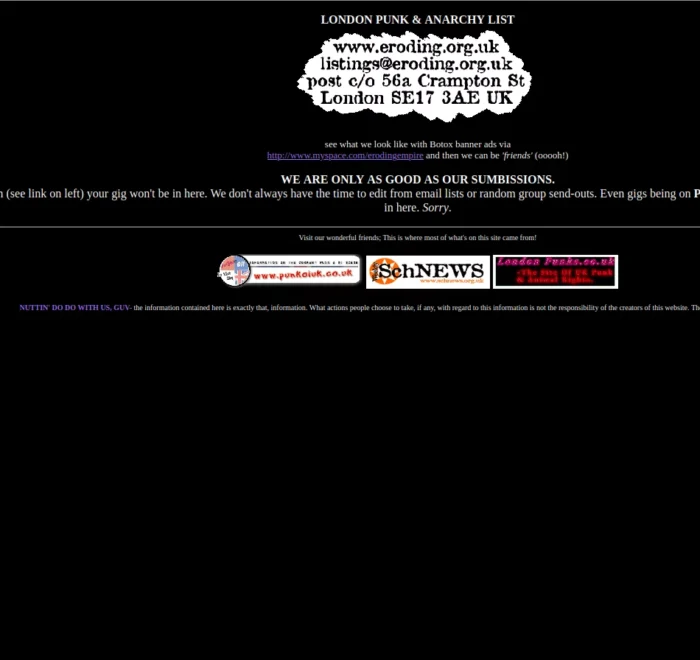 LONDON PUNK & ANARCHY LIST
www.eroding.org.uk
listings@eroding.org.uk
post c/o 56a Crampton St
London SE17 3AE UK
see what we look like with Botox banner ads via
http://www.myspace.com/erodingempire and then we can be 'friends' (ooooh!)
WE ARE ONLY AS GOOD AS OUR SUMBISSIONS.
n (see link on left) your gig won't be in here. We don't always have the time to edit from email lists or random group send-outs. Even gigs being on P
in here. Sorry.
Visit our wonderful friends; This is where most of what's on this site came from!
www.punkoiuk.co.uk
SchNEWS
www.schnews.org.uk
London Punks.co.uk
-The Site Of UK Punk
& Animal Rights.
NUTTIN' DO DO WITH US, GUV- the information contained here is exactly that, information. What actions people choose to take, if any, with regard to this information is not the responsibility of the creators of this website. The